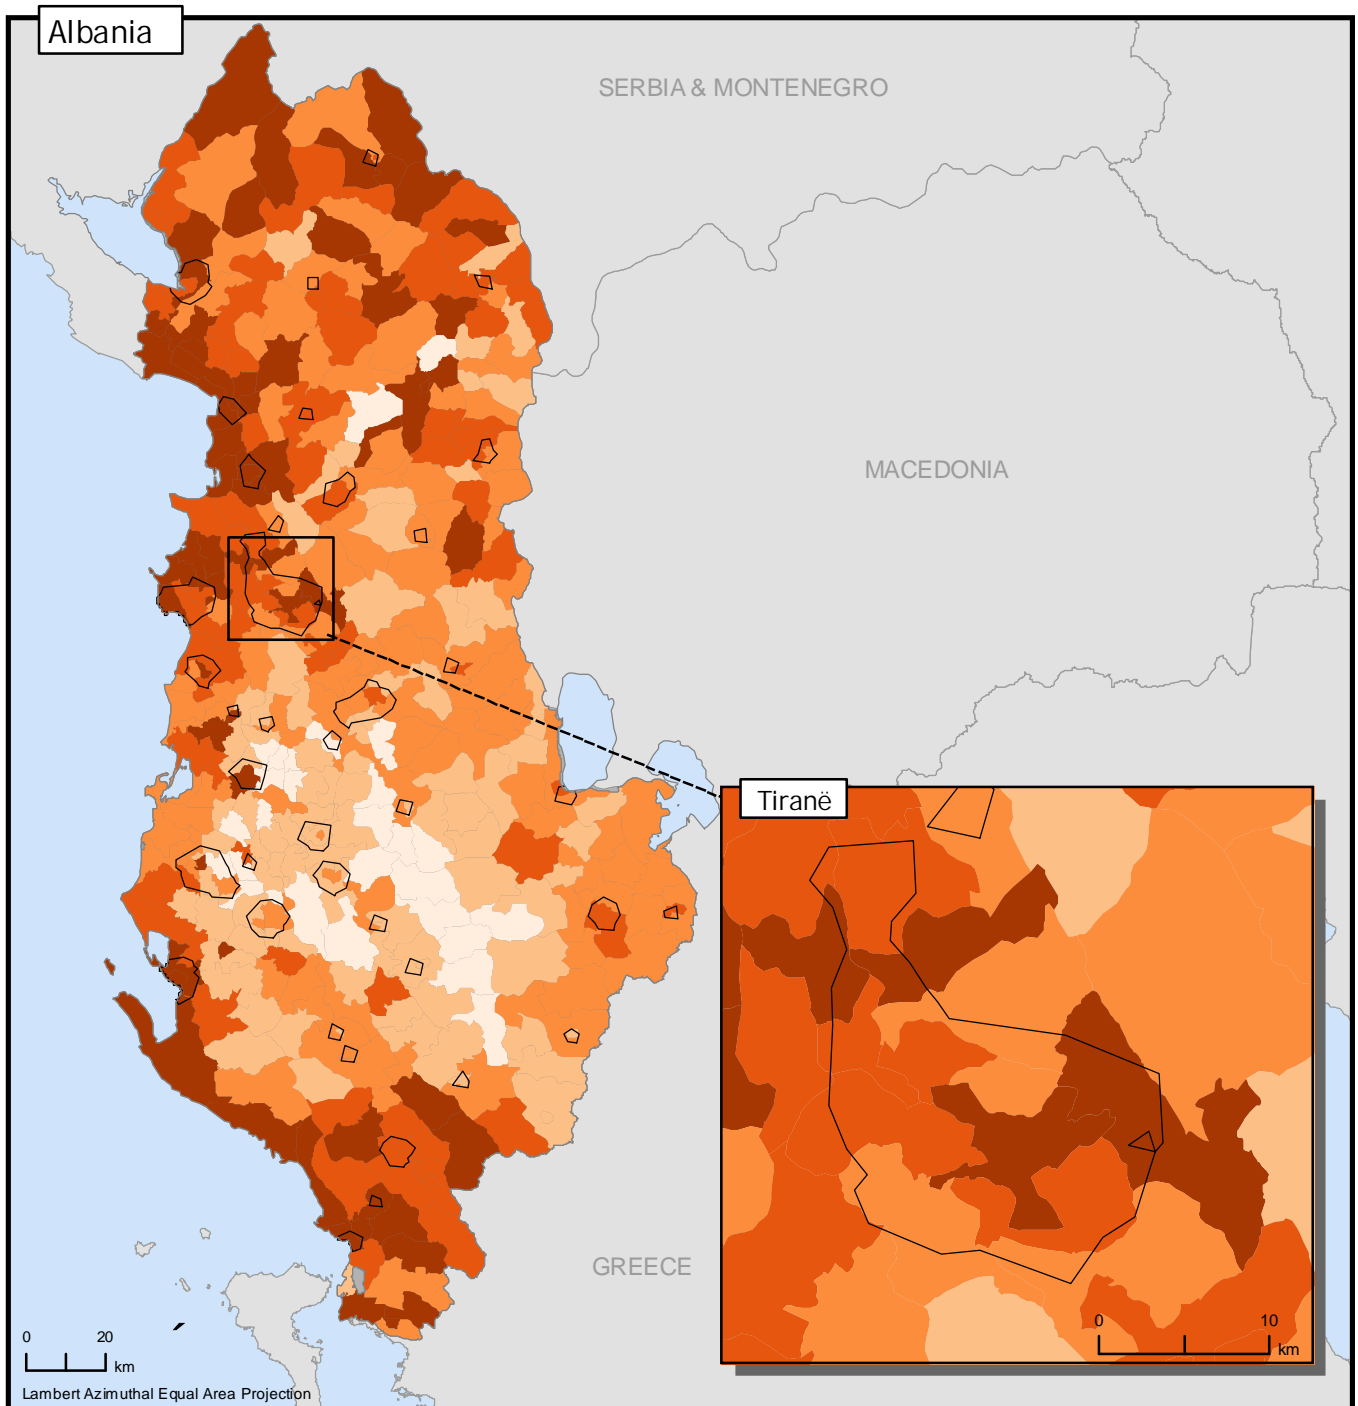 Albania
SERBIA & MONTENEGRO
MACEDONIA
Tiranë
GREECE
0 10
km
0 20
km
Lambert Azimuthal Equal Area Projection